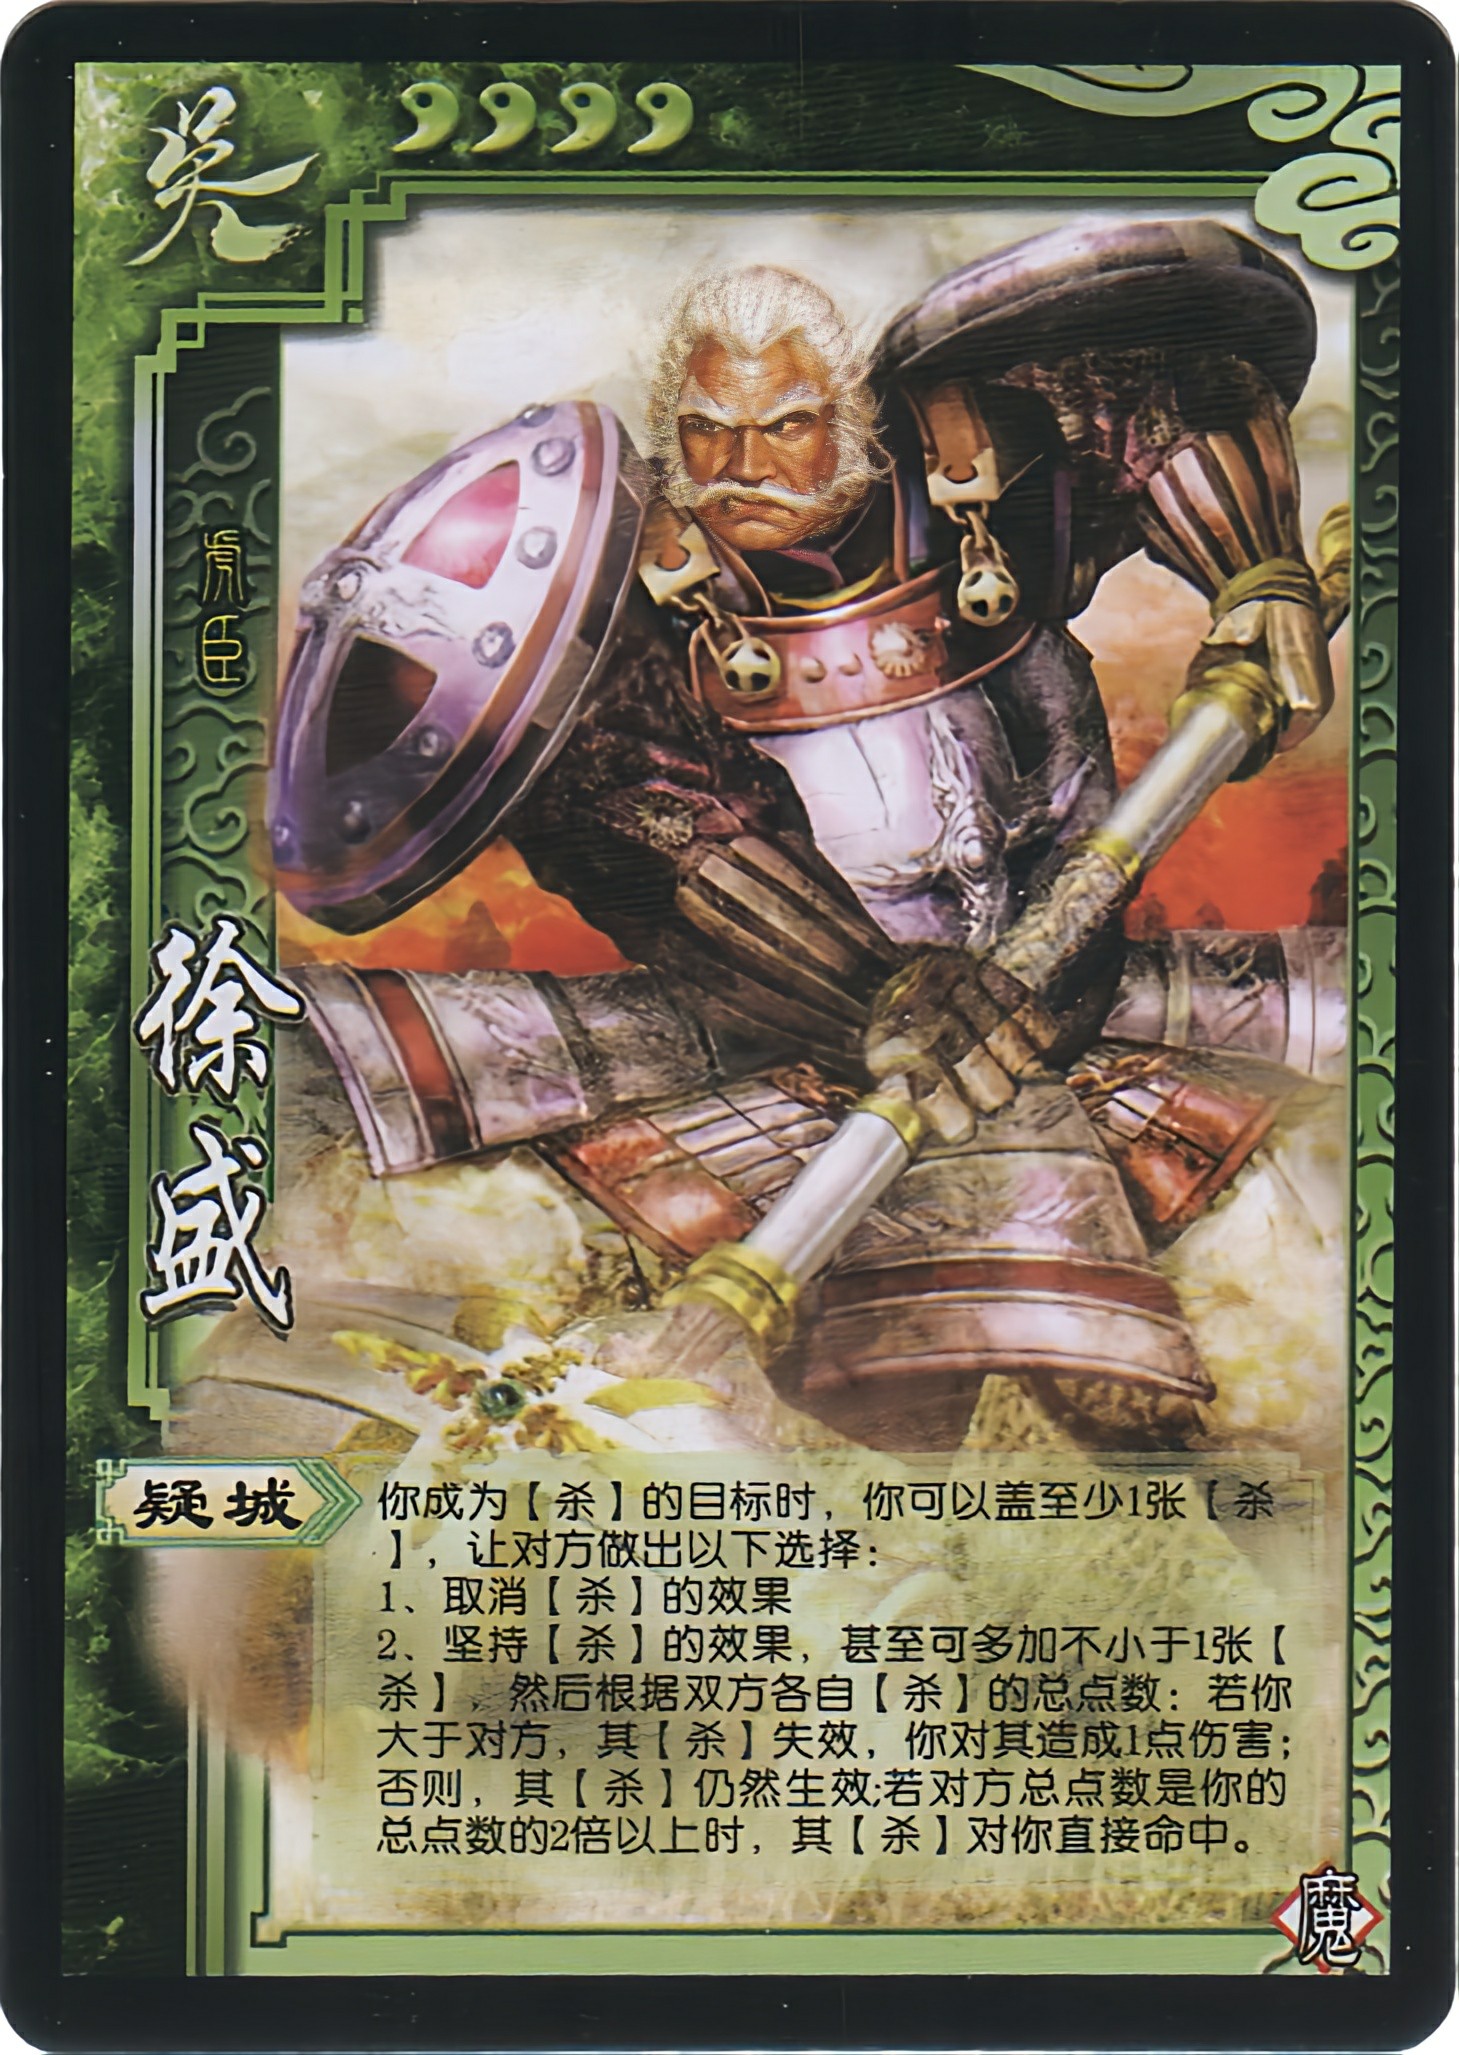 吴
虎臣
徐盛
疑城
你成为【杀】的目标时，你可以盖至少1张【杀
】，让对方做出以下选择：
1、取消【杀】的效果
2、坚持【杀】的效果，甚至可多加不小于1张【
杀】，然后根据双方各自【杀】的总点数：若你
大于对方，其【杀】失效，你对其造成1点伤害；
否则，其【杀】仍然生效;若对方总点数是你的
总点数的2倍以上时，其【杀】对你直接命中。
魔